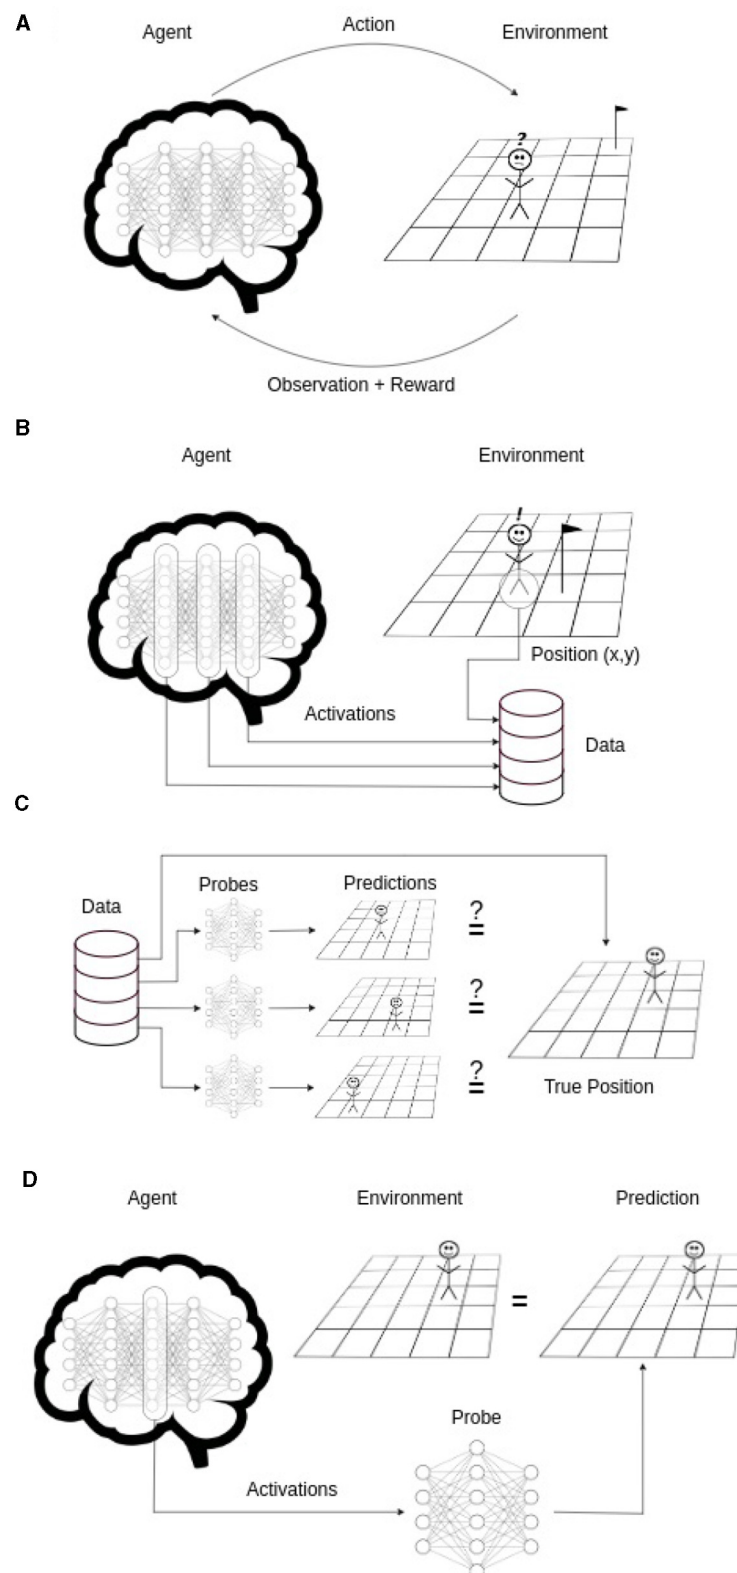 A
Agent
Action
Environment
?
Observation + Reward
B
Agent
Environment
!
Position (x,y)
Activations
Data
C
Data
Probes
Predictions
?
=
?
=
?
=
True Position
D
Agent
Environment
Prediction
=
Probe
Activations